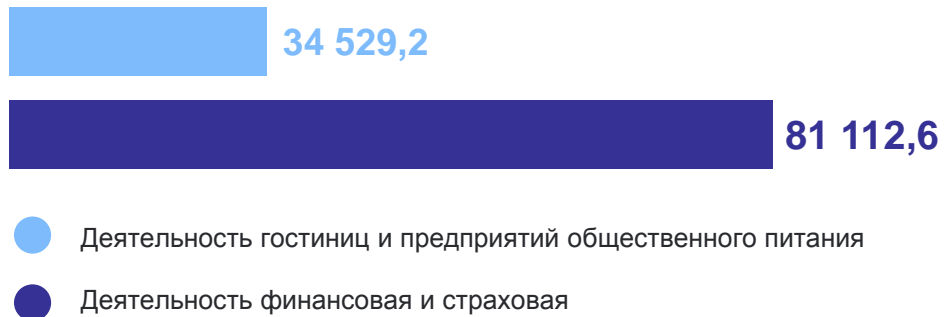 34 529,2
81 112,6
Деятельность гостиниц и предприятий общественного питания
Деятельность финансовая и страховая